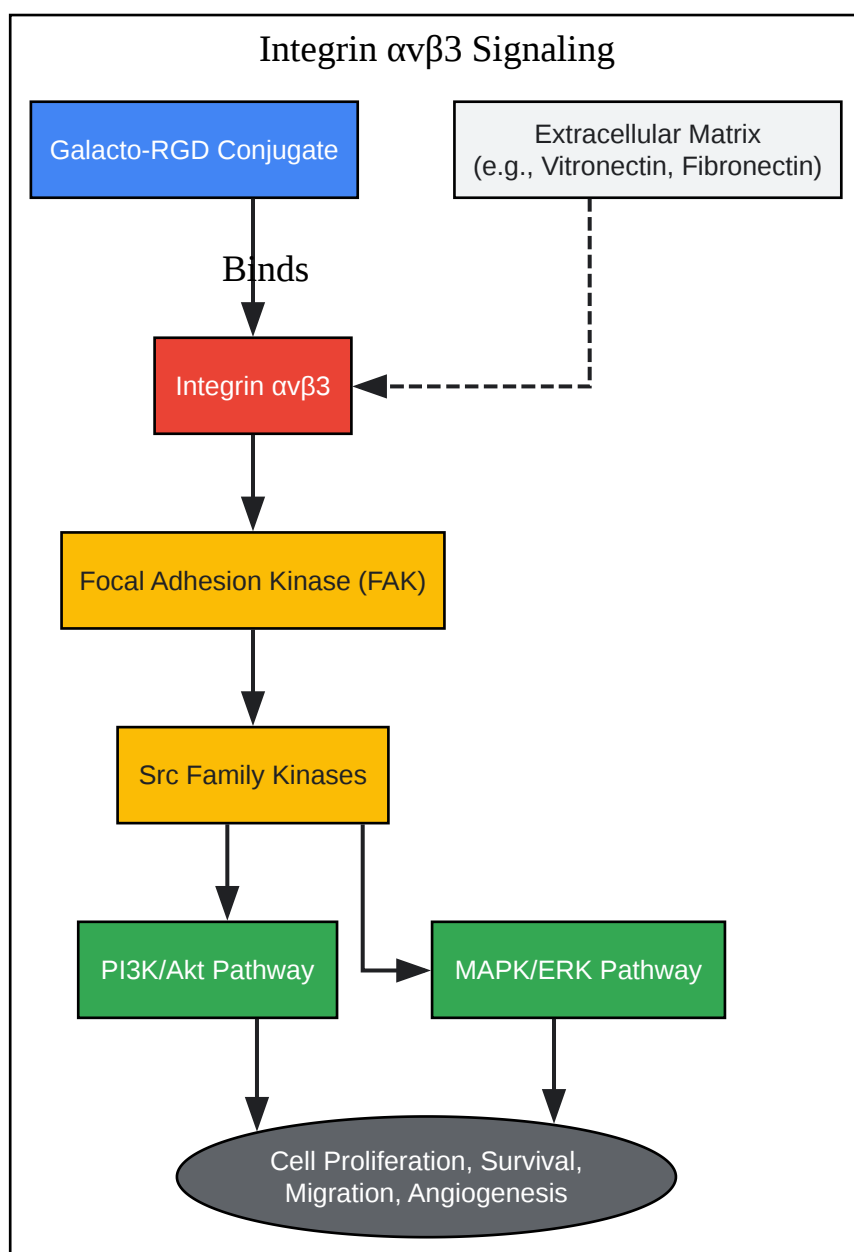 Integrin αvβ3 Signaling
Galacto-RGD Conjugate
Extracellular Matrix
(e.g., Vitronectin, Fibronectin)
Binds
Integrin αvβ3
Focal Adhesion Kinase (FAK)
Src Family Kinases
PI3K/Akt Pathway
MAPK/ERK Pathway
Cell Proliferation, Survival,
Migration, Angiogenesis